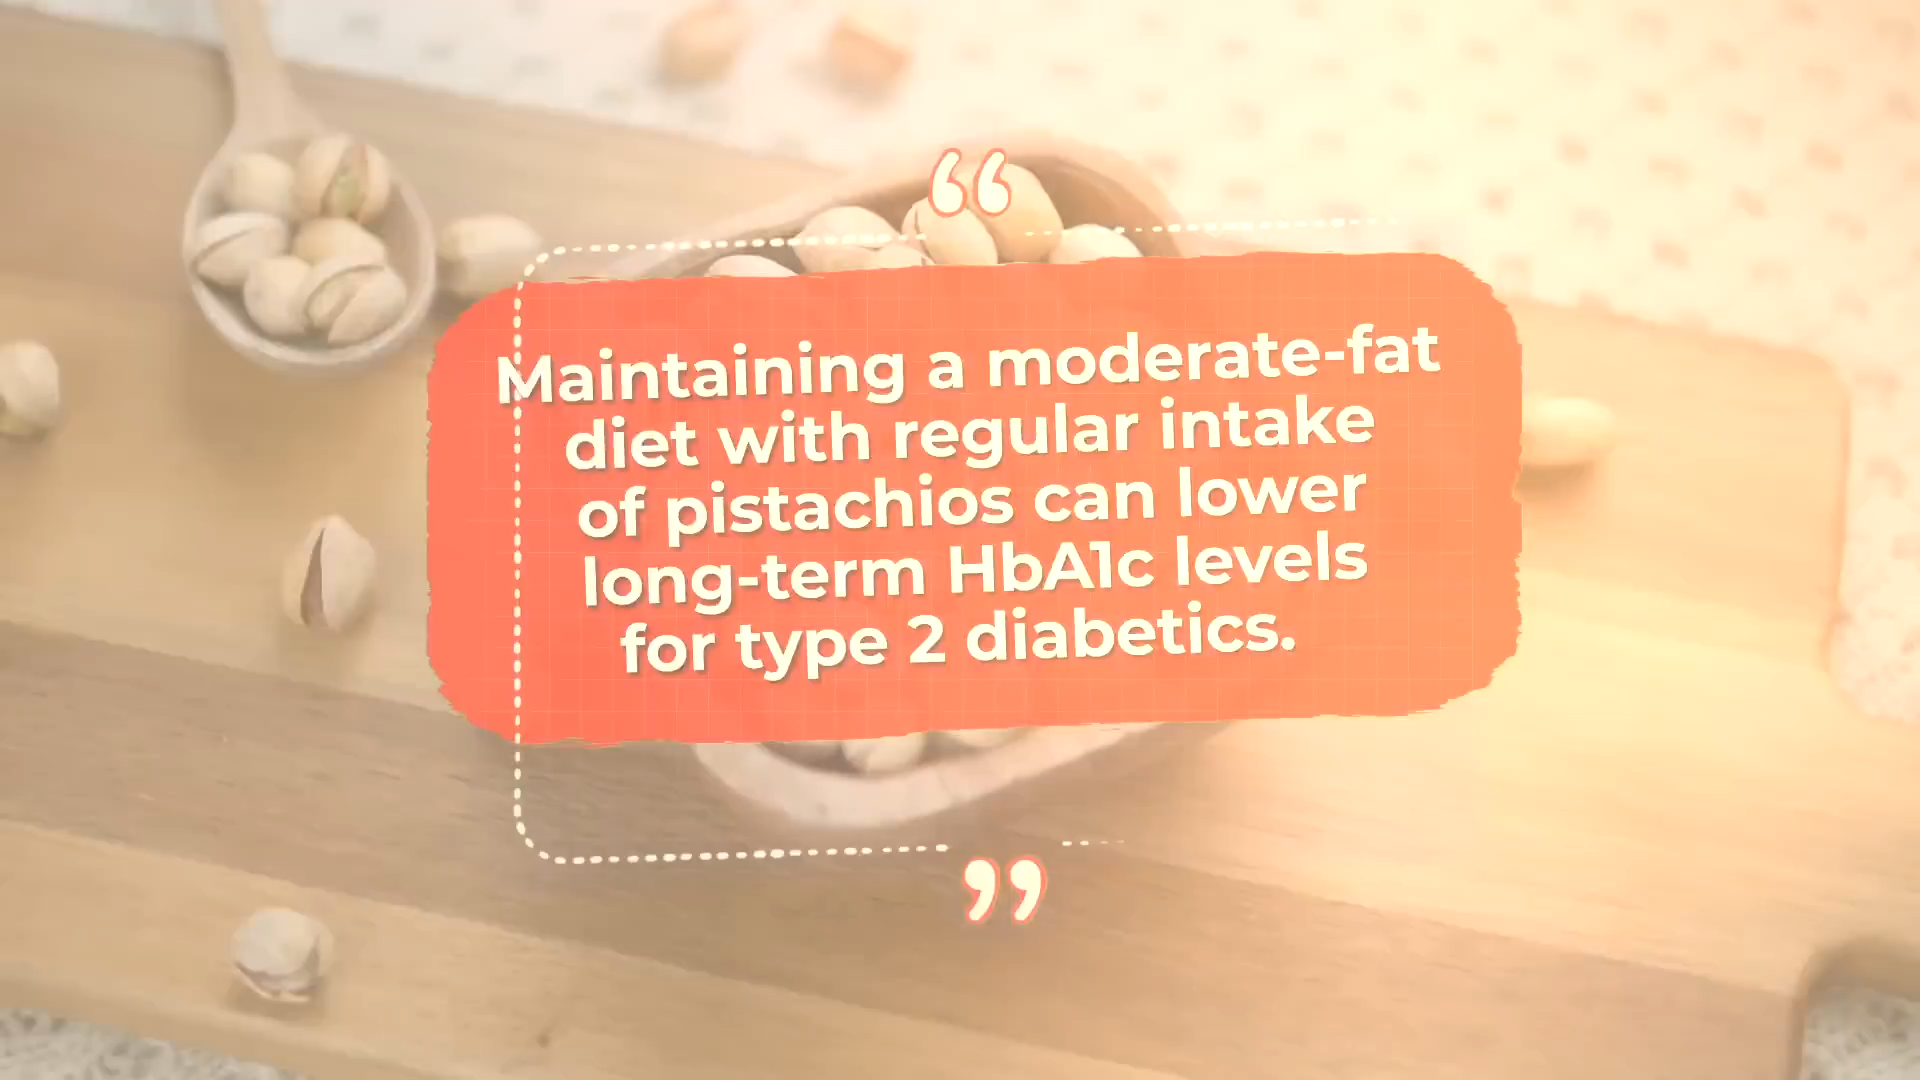 “
Maintaining a moderate-fat
diet with regular intake
of pistachios can lower
long-term HbA1c levels
for type 2 diabetics.
”